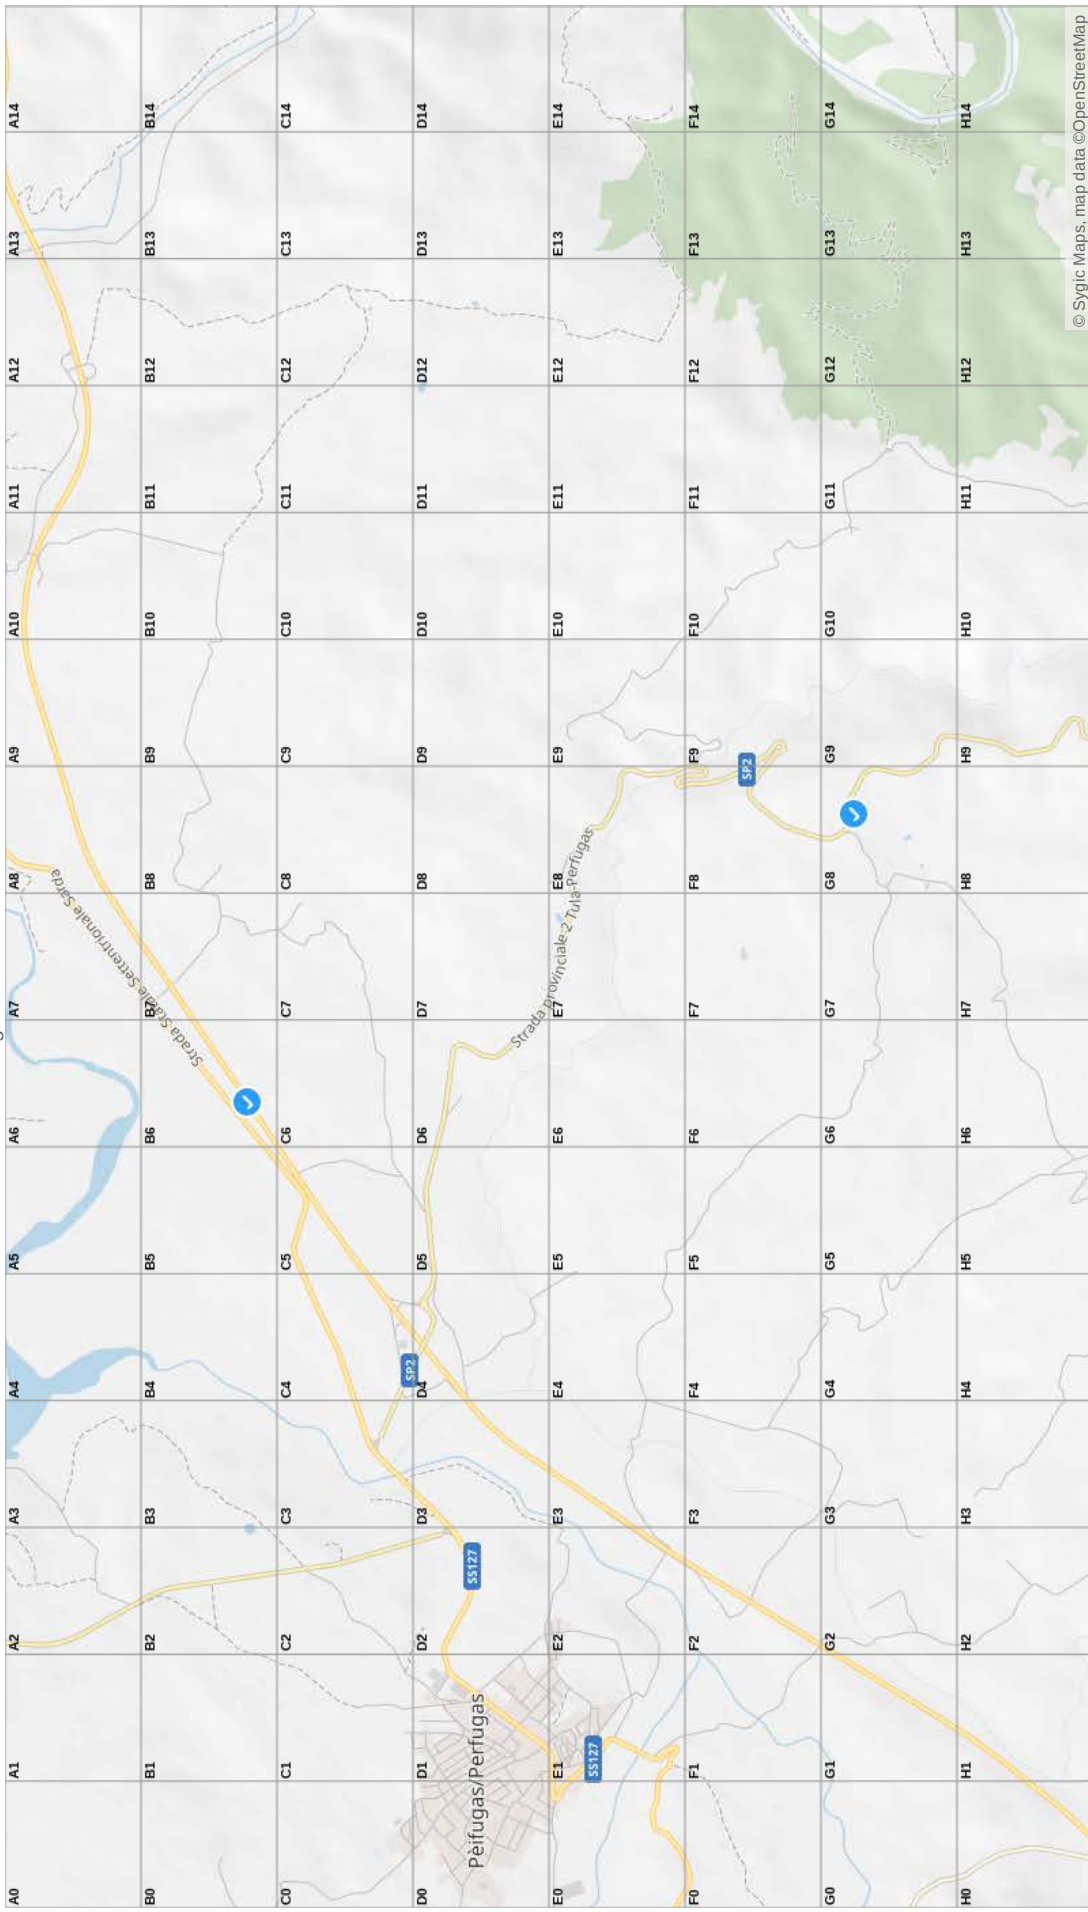 A0 A1 A2 A3 A4 A5 A6 A7 A8 A9 A10 A11 A12 A13 A14
Strada Statale Settentrionale Sarda
B0 B1 B2 B3 B4 B5 B6 B7 B8 B9 B10 B11 B12 B13 B14
C0 C1 C2 C3 C4 C5 C6 C7 C8 C9 C10 C11 C12 C13 C14
SP2
D0 D1 D2 D3 D4 D5 D6 D7 D8 D9 D10 D11 D12 D13 D14
SS127
Pèifugas/Perfugas
Strada provinciale 2 Tula-Perfugas
E0 E1 E2 E3 E4 E5 E6 E7 E8 E9 E10 E11 E12 E13 E14
SS127
F0 F1 F2 F3 F4 F5 F6 F7 F8 F9 F10 F11 F12 F13 F14
SP2
G0 G1 G2 G3 G4 G5 G6 G7 G8 G9 G10 G11 G12 G13 G14
H0 H1 H2 H3 H4 H5 H6 H7 H8 H9 H10 H11 H12 H13 H14
© Sygic Maps, map data ©OpenStreetMap